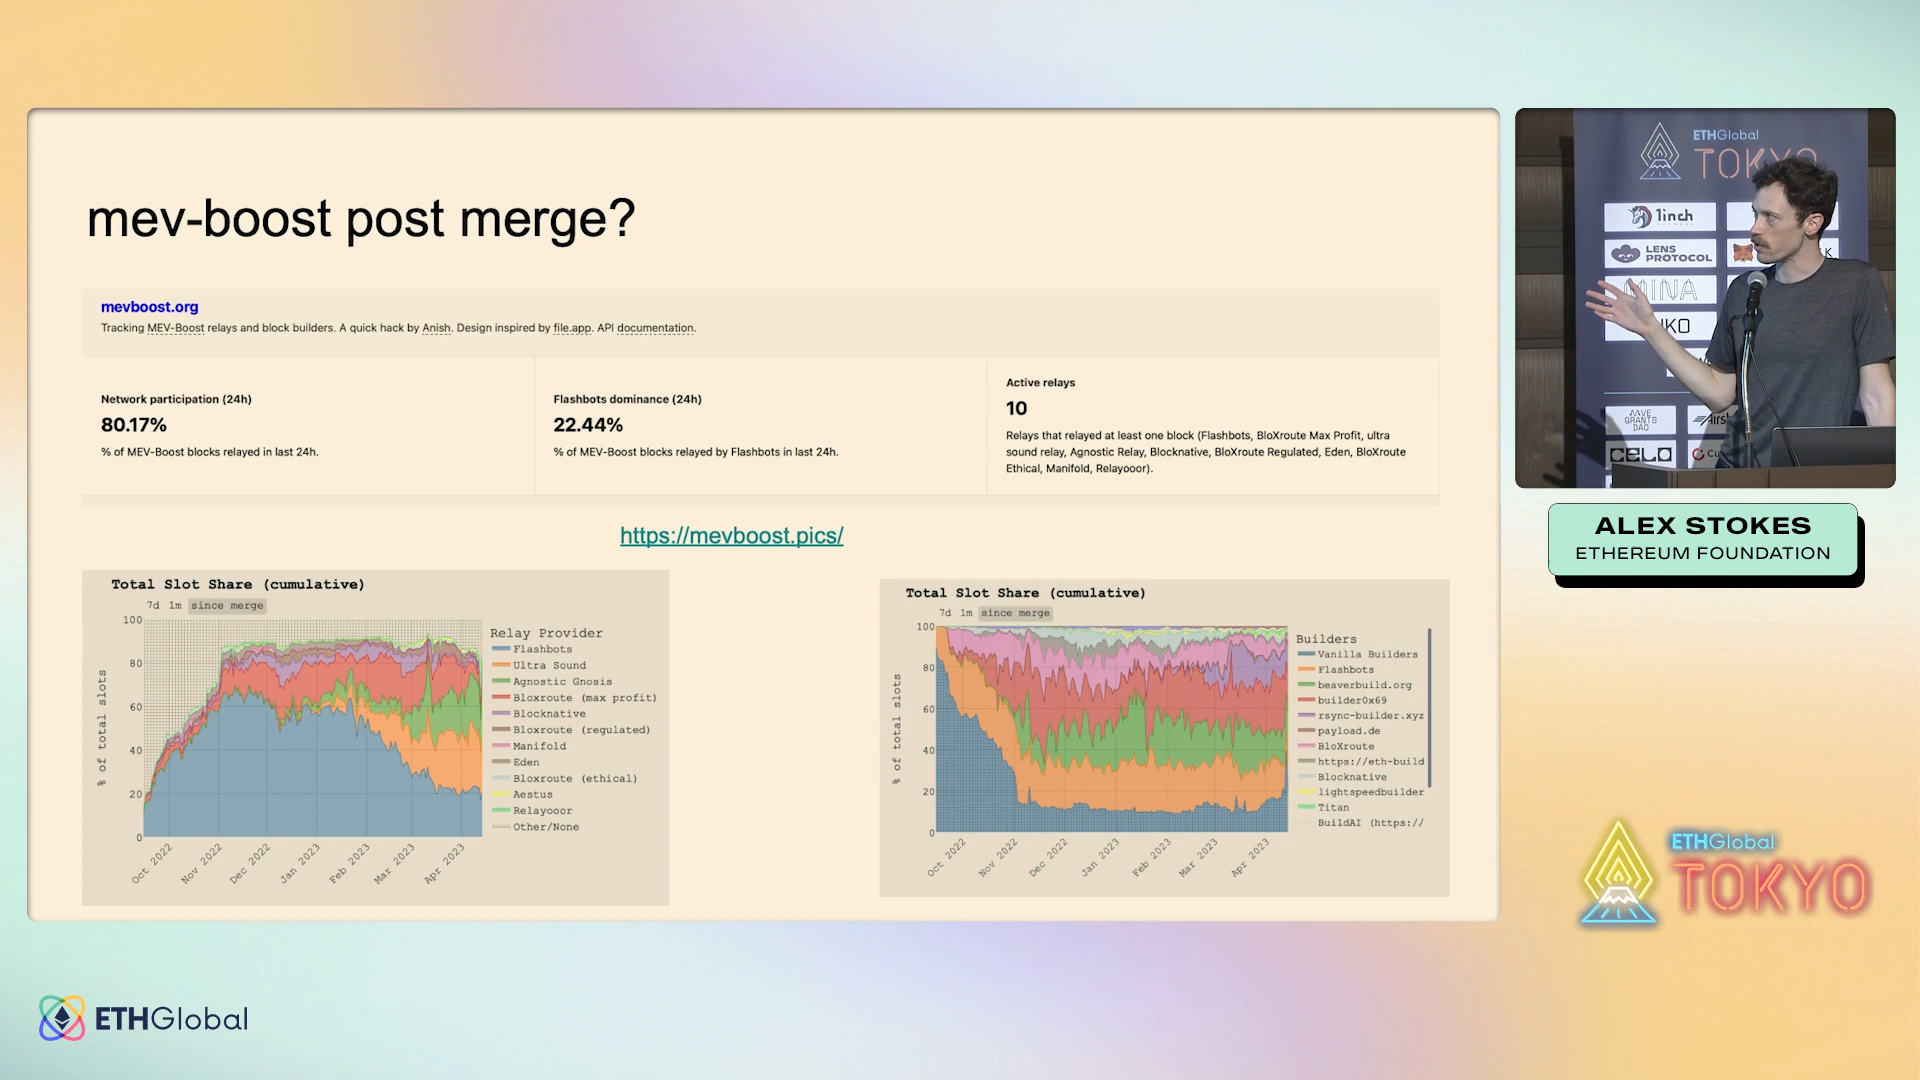 mev-boost post merge?
mevboost.org
Tracking MEV-Boost relays and block builders. A quick hack by Anish. Design inspired by file.app. API documentation.
Network participation (24h)
80.17%
% of MEV-Boost blocks relayed in last 24h.
Flashbots dominance (24h)
22.44%
% of MEV-Boost blocks relayed by Flashbots in last 24h.
Active relays
10
Relays that relayed at least one block (Flashbots, BloXroute Max Profit, ultra
sound relay, Agnostic Relay, Blocknative, BloXroute Regulated, Eden, BloXroute
Ethical, Manifold, Relayooor).
https://mevboost.pics/
Total Slot Share (cumulative)
7d 1m since merge
% of total slots
100
80
60
40
20
0
Oct 2022
Nov 2022
Dec 2022
Jan 2023
Feb 2023
Mar 2023
Apr 2023
Relay Provider
Flashbots
Ultra Sound
Agnostic Gnosis
Bloxroute (max profit)
Blocknative
Bloxroute (regulated)
Manifold
Eden
Bloxroute (ethical)
Aestus
Relayooor
Other/None
Total Slot Share (cumulative)
7d 1m since merge
% of total slots
100
80
60
40
20
0
Oct 2022
Nov 2022
Dec 2022
Jan 2023
Feb 2023
Mar 2023
Apr 2023
Builders
Vanilla Builders
Flashbots
beaverbuild.org
builder0x69
rsync-builder.xyz
payload.de
BloXroute
https://eth-build
Blocknative
lightspeedbuilder
Titan
BuildAI (https://
ETHGlobal
TOKYO
1inch
LENS
PROTOCOL
MINA
AAVE
GRANTS
DAO
CELO
ALEX STOKES
ETHEREUM FOUNDATION
ETHGlobal
TOKYO
ETHGlobal